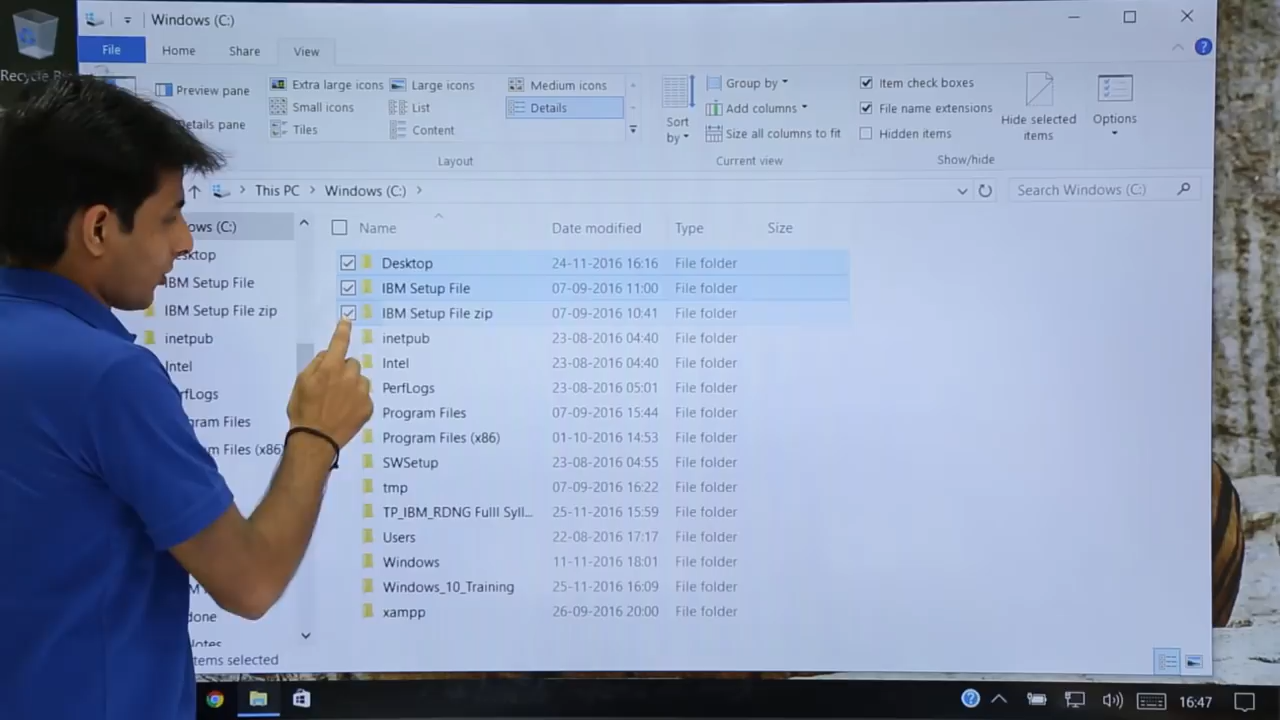 Windows (C:)
Recycle
File Home Share View
Preview pane
etails pane
Extra large icons Large icons Medium icons
Small icons List Details
Tiles Content
Layout
Sort by
Group by
Add columns
Size all columns to fit
Current view
Item check boxes
File name extensions
Hidden items
Hide selected items
Show/hide
Options
This PC > Windows (C:) >
Search Windows (C:)
ows (C:)
esktop
IBM Setup File
IBM Setup File zip
inetpub
Intel
rfLogs
gram Files
m Files (x86)
done
Notes
tems selected
Name Date modified Type Size
Desktop 24-11-2016 16:16 File folder
IBM Setup File 07-09-2016 11:00 File folder
IBM Setup File zip 07-09-2016 10:41 File folder
inetpub 23-08-2016 04:40 File folder
Intel 23-08-2016 04:40 File folder
PerfLogs 23-08-2016 05:01 File folder
Program Files 07-09-2016 15:44 File folder
Program Files (x86) 01-10-2016 14:53 File folder
SWSetup 23-08-2016 04:55 File folder
tmp 07-09-2016 16:22 File folder
TP_IBM_RDNG Fulll Syll... 25-11-2016 15:59 File folder
Users 22-08-2016 17:17 File folder
Windows 11-11-2016 18:01 File folder
Windows_10_Training 25-11-2016 16:09 File folder
xampp 26-09-2016 20:00 File folder
16:47